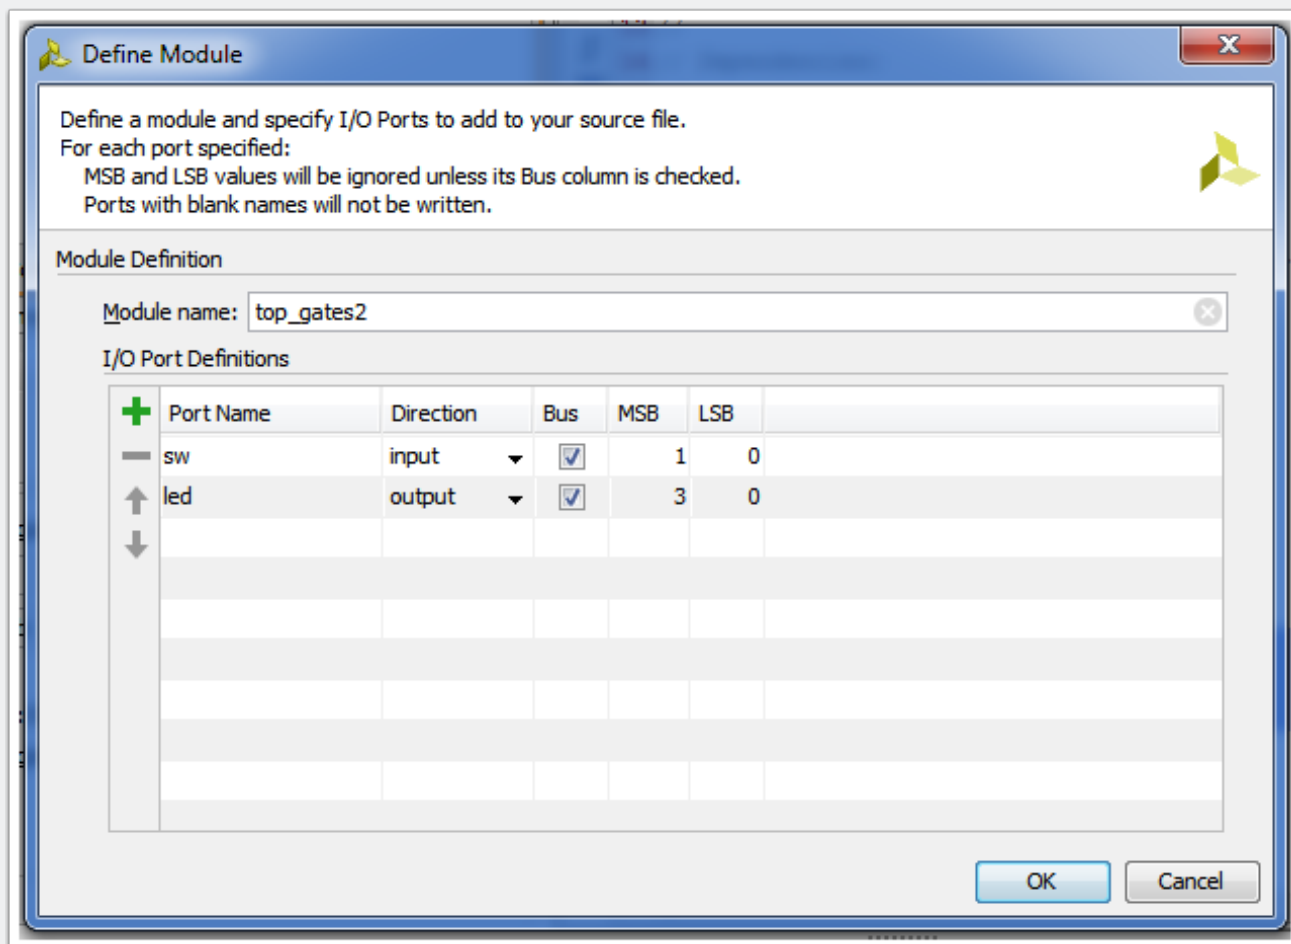 Define Module
Define a module and specify I/O Ports to add to your source file.
For each port specified:
MSB and LSB values will be ignored unless its Bus column is checked.
Ports with blank names will not be written.
Module Definition
Module name: top_gates2
I/O Port Definitions
Port Name Direction Bus MSB LSB
sw input 1 0
led output 3 0
OK Cancel